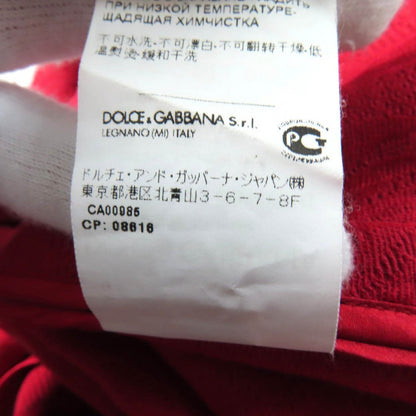 ПРИ НИЗКОЙ ТЕМПЕРАТУРЕ-
ЩАДЯЩАЯ ХИМЧИСТКА
不可水洗·不可漂白·不可翻转干燥·低
温熨烫·缓和干洗
DOLCE&GABBANA S.r.l.
LEGNANO (MI) ITALY
PG
ドルチェ・アンド・ガッバーナ・ジャパン(株)
東京都港区北青山3-6-7-8F
CA00985
CP: 08616